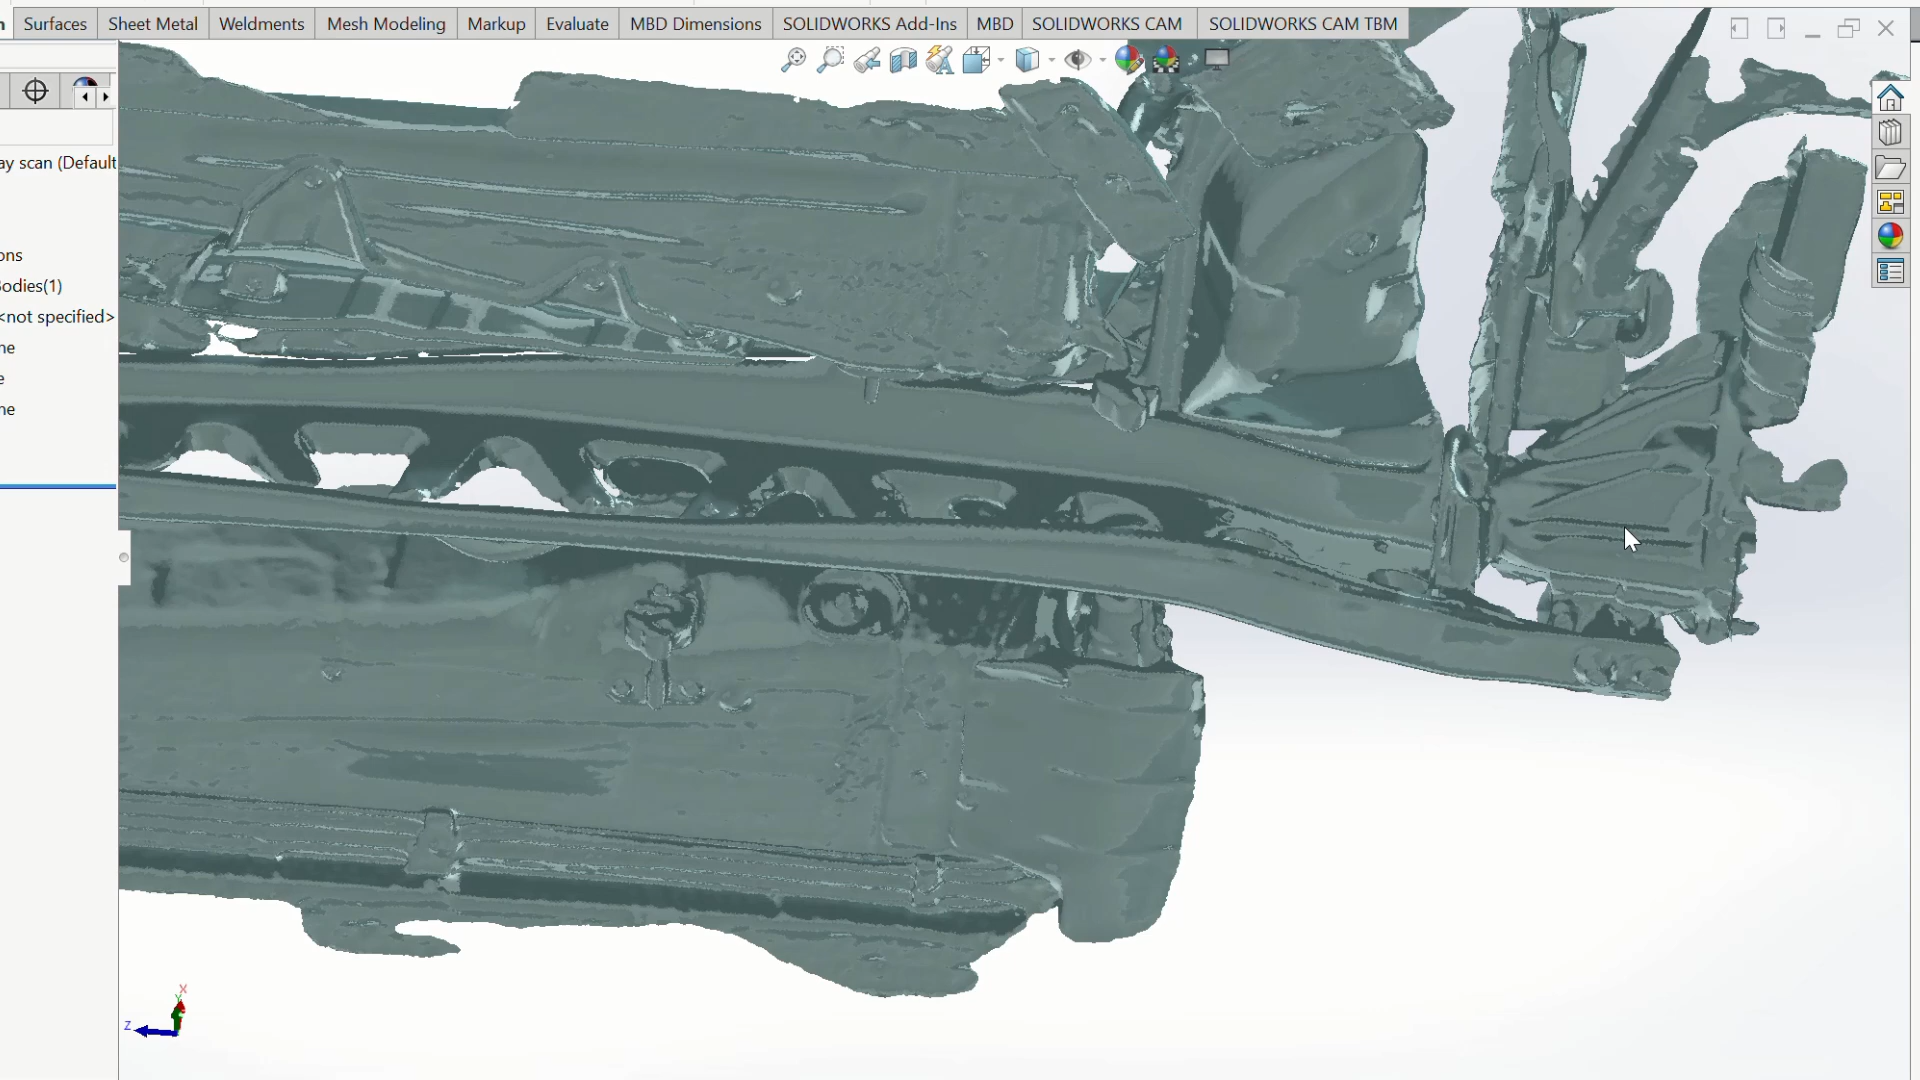 Surfaces Sheet Metal Weldments Mesh Modeling Markup Evaluate MBD Dimensions SOLIDWORKS Add-Ins MBD SOLIDWORKS CAM SOLIDWORKS CAM TBM
ay scan (Default
ons
Bodies(1)
<not specified>
ne
e
ne
X
Y
Z